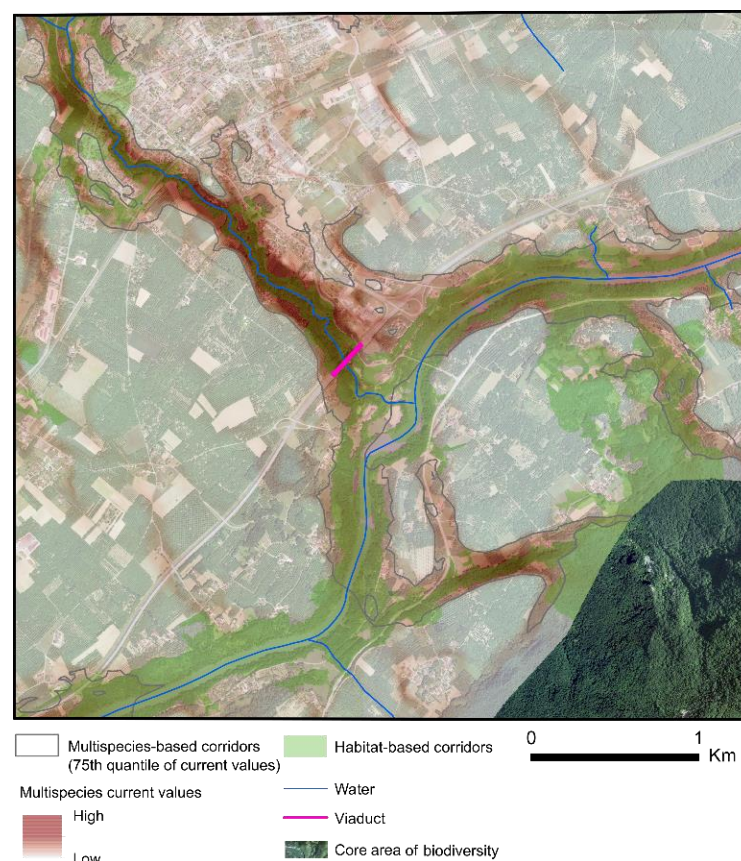 Multispecies-based corridors
(75th quantile of current values)
Multispecies current values
High
Low
Habitat-based corridors
Water
Viaduct
Core area of biodiversity
0 1
Km